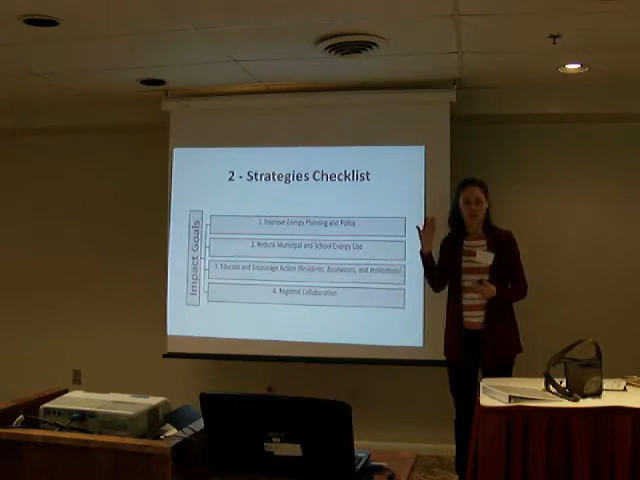 2 - Strategies Checklist
Impact Goals
1. Improve Energy Planning and Policy
2. Reduce Municipal and School Energy Use
3. Educate and Encourage Action (Residents, Businesses, and Institutions)
4. Regional Collaboration